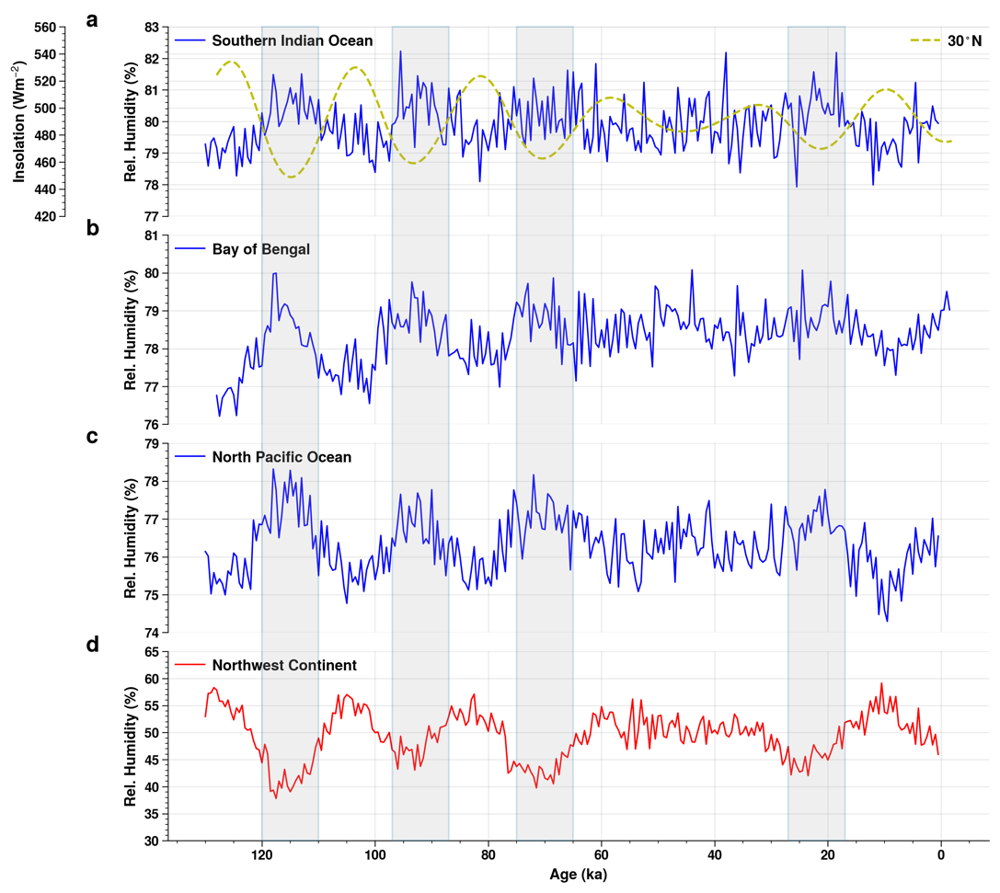 a
560
540
520
500
480
460
440
420
Insolation (Wm⁻²)
83
82
81
80
79
78
77
Rel. Humidity (%)
Southern Indian Ocean
30°N
b
81
80
79
78
77
76
Rel. Humidity (%)
Bay of Bengal
c
79
78
77
76
75
74
Rel. Humidity (%)
North Pacific Ocean
d
65
60
55
50
45
40
35
30
Rel. Humidity (%)
Northwest Continent
120 100 80 60 40 20 0
Age (ka)